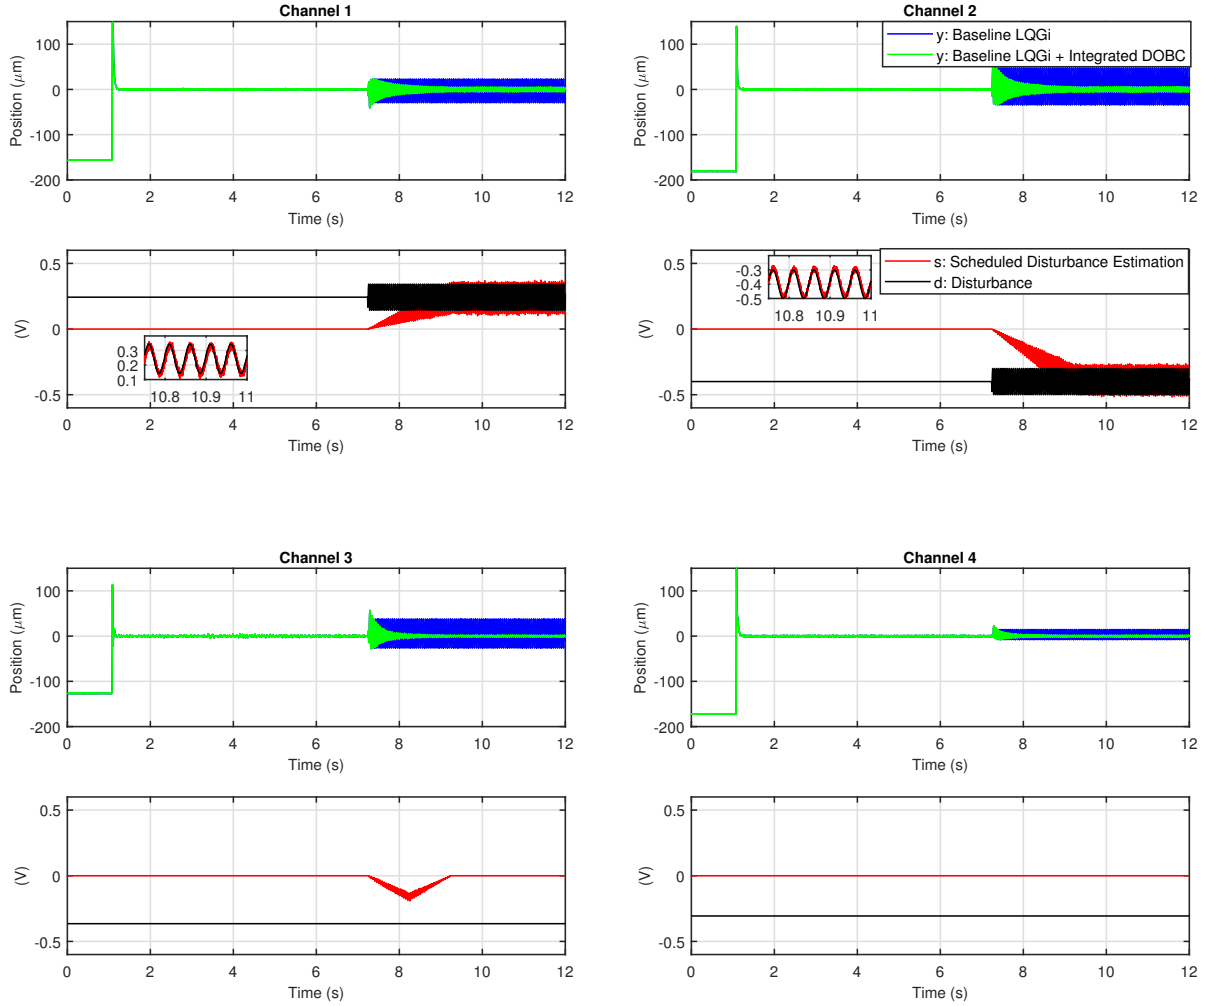 Channel 1
Position (μm)
100
0
-100
-200
0 2 4 6 8 10 12
Time (s)
Channel 2
y: Baseline LQGi
y: Baseline LQGi + Integrated DOBC
Position (μm)
100
0
-100
-200
0 2 4 6 8 10 12
Time (s)
(V)
0.5
0
-0.5
0.3
0.2
0.1
10.8 10.9 11
0 2 4 6 8 10 12
Time (s)
s: Scheduled Disturbance Estimation
d: Disturbance
(V)
0.5
0
-0.5
-0.3
-0.4
-0.5
10.8 10.9 11
0 2 4 6 8 10 12
Time (s)
Channel 3
Position (μm)
100
0
-100
-200
0 2 4 6 8 10 12
Time (s)
Channel 4
Position (μm)
100
0
-100
-200
0 2 4 6 8 10 12
Time (s)
(V)
0.5
0
-0.5
0 2 4 6 8 10 12
Time (s)
(V)
0.5
0
-0.5
0 2 4 6 8 10 12
Time (s)